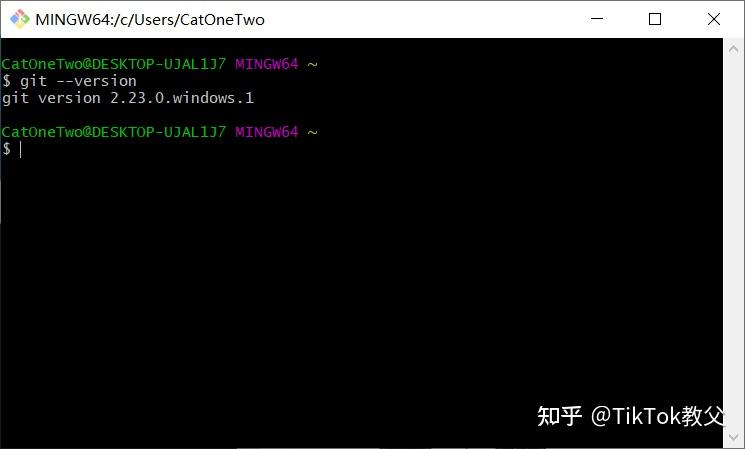 MINGW64:/c/Users/CatOneTwo
CatOneTwo@DESKTOP-UJAL1J7 MINGW64 ~
$ git --version
git version 2.23.0.windows.1
CatOneTwo@DESKTOP-UJAL1J7 MINGW64 ~
$
知乎 @TikTok教父